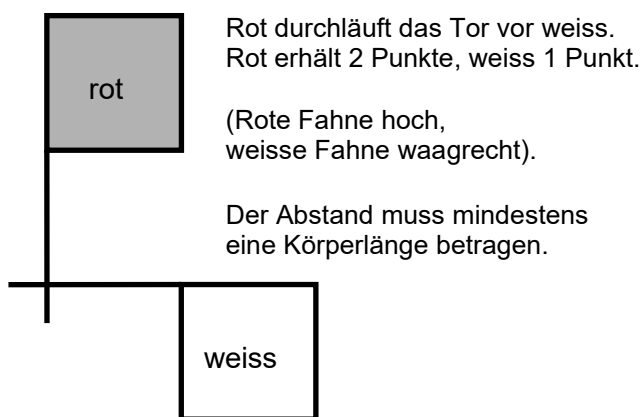 rot
Rot durchläuft das Tor vor weiss.
Rot erhält 2 Punkte, weiss 1 Punkt.
(Rote Fahne hoch,
weisse Fahne waagrecht).
Der Abstand muss mindestens
eine Körperlänge betragen.
weiss